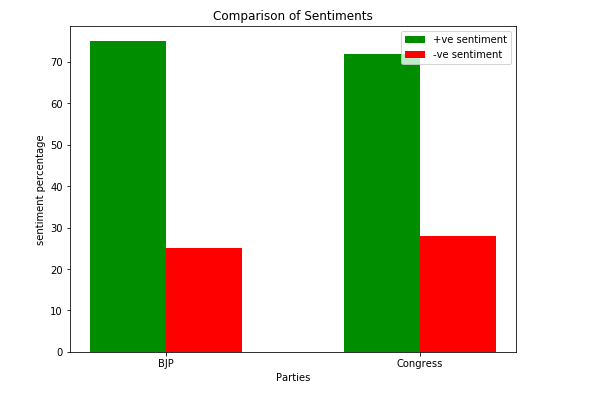 Comparison of Sentiments
+ve sentiment
-ve sentiment
70
60
50
40
30
20
10
0
sentiment percentage
BJP
Congress
Parties